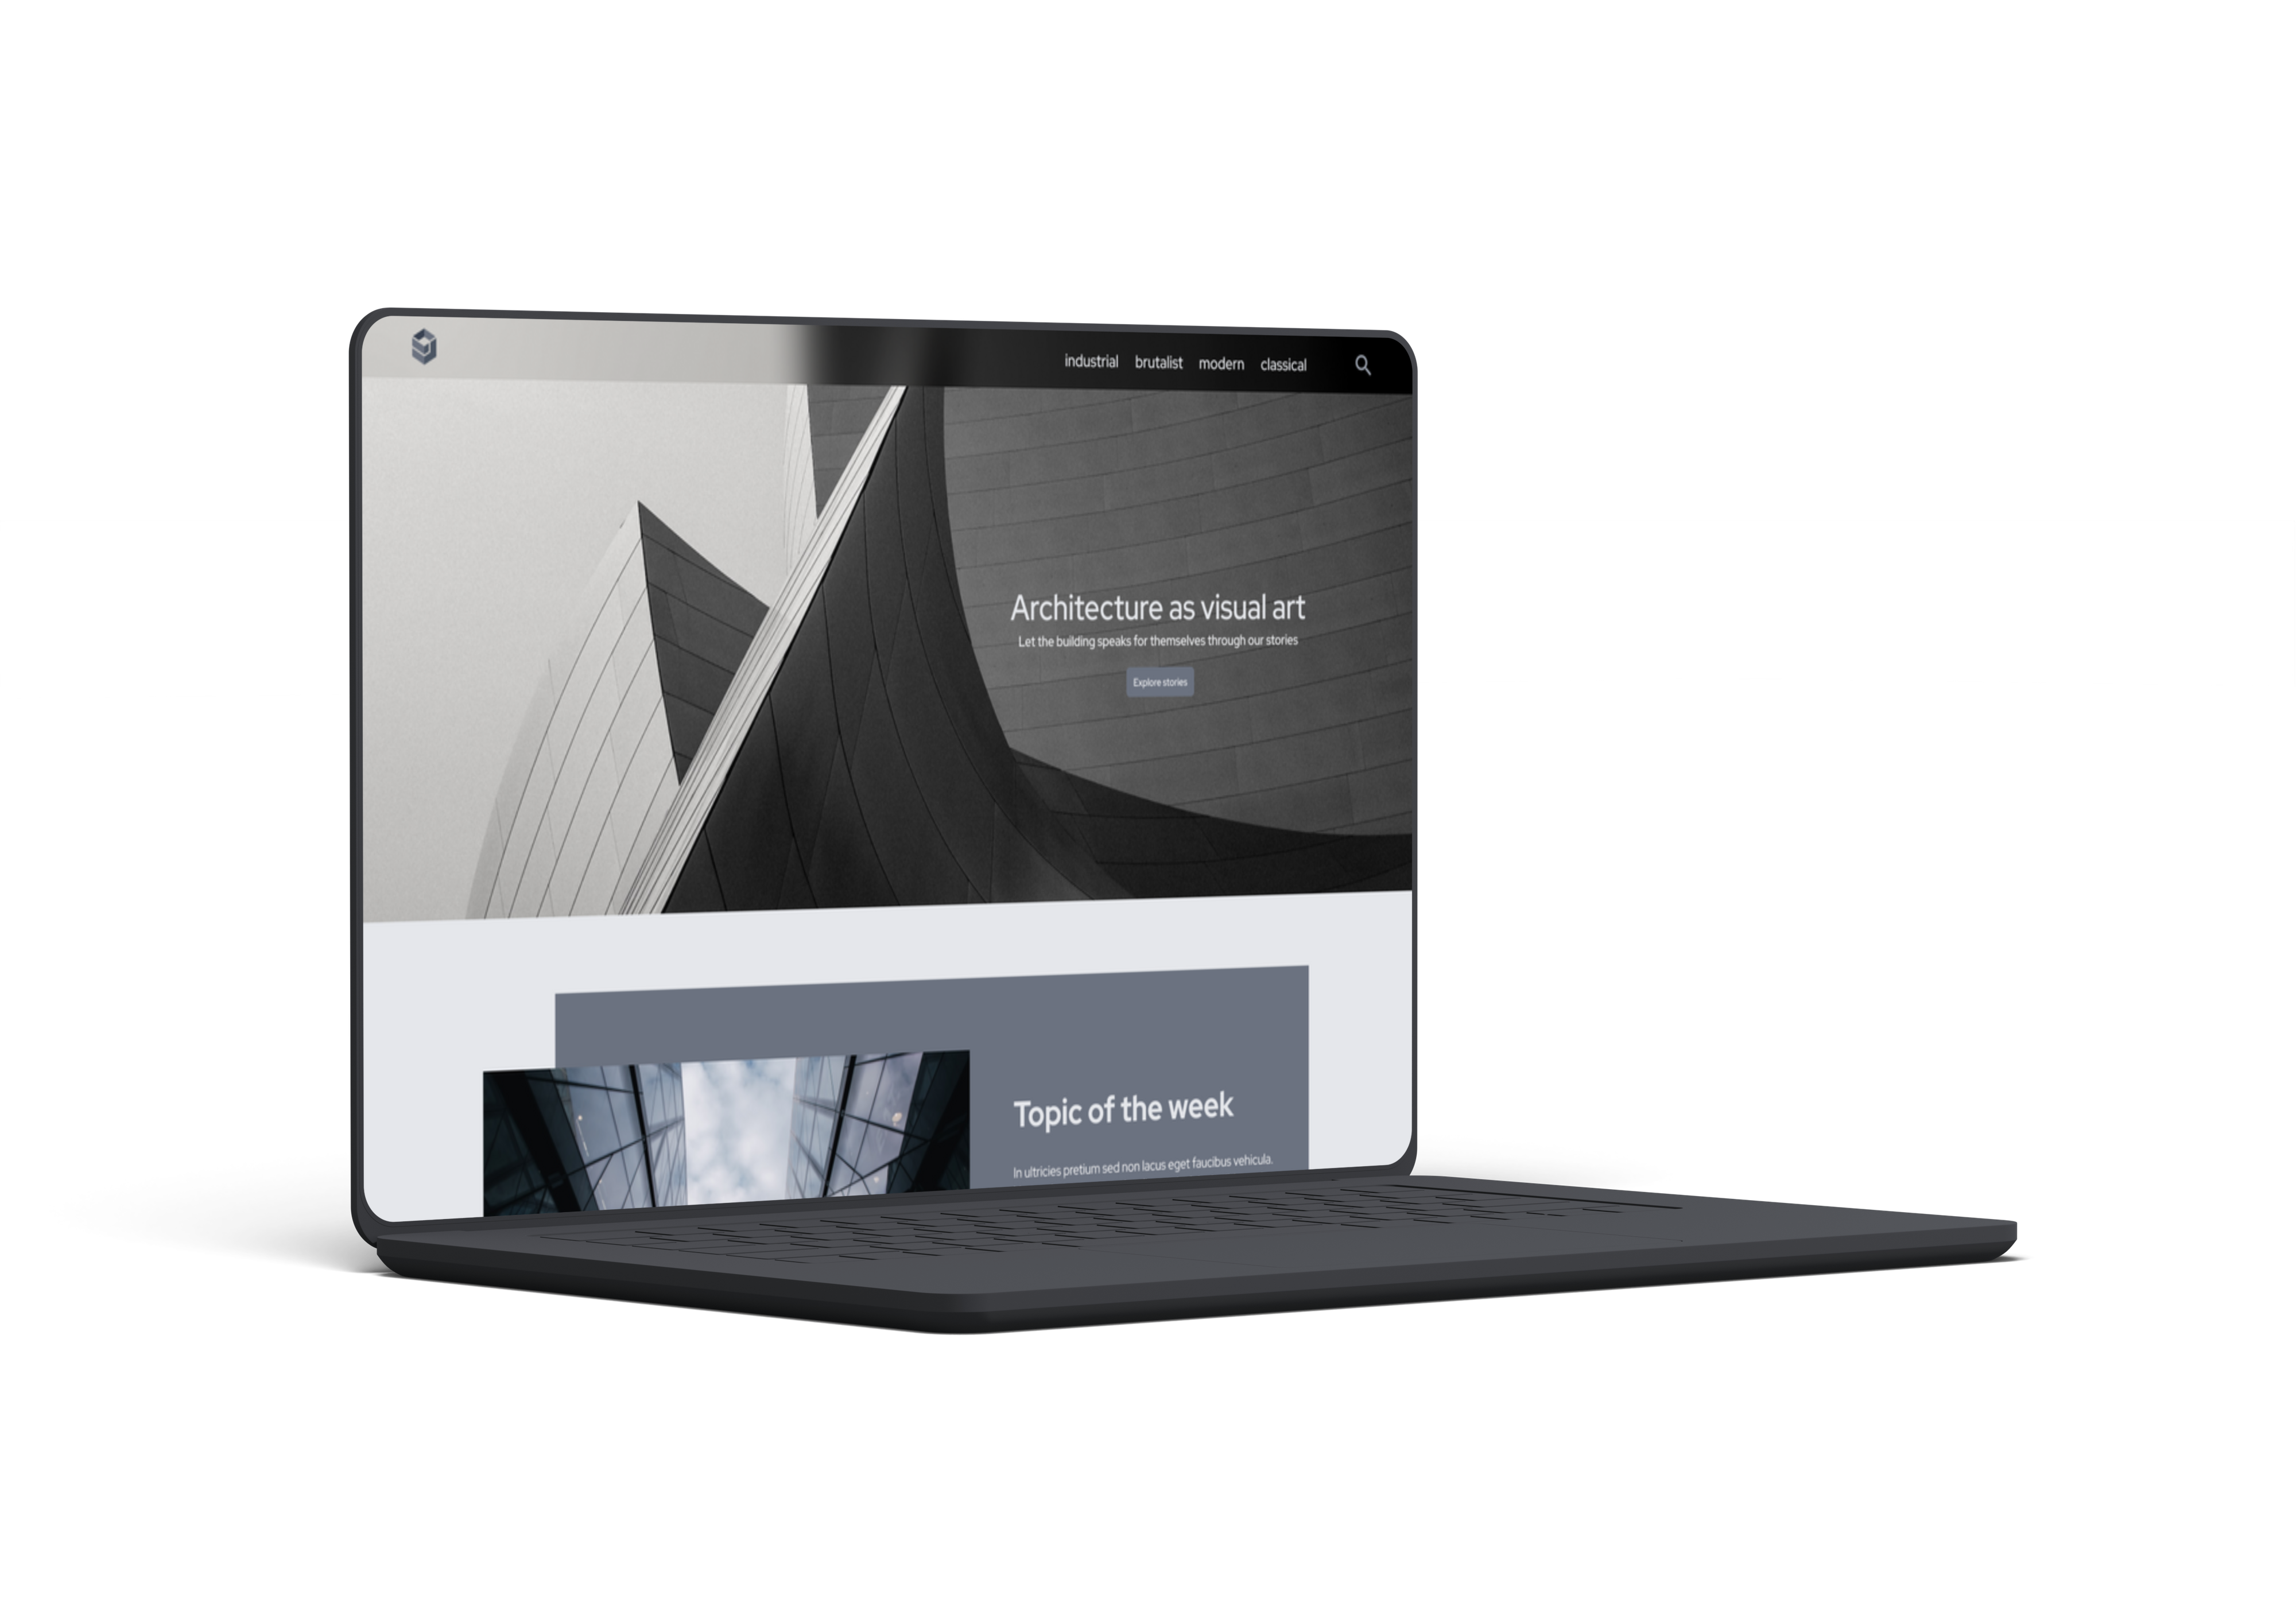 industrial brutalist modern classical
Architecture as visual art
Let the building speaks for themselves through our stories
Explore stories
Topic of the week
In ultricies pretium sed non lacus eget faucibus vehicula.